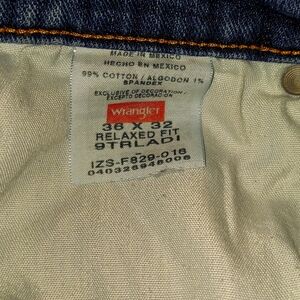 MADE IN MEXICO
HECHO EN MEXICO
99% COTTON / ALGODON 1%
SPANDEX
EXCLUSIVE OF DECORATION
EXCEPTO DECORACION
Wrangler
36 X 32
RELAXED FIT
9TRLADI
IZS-F829-016
040326948008